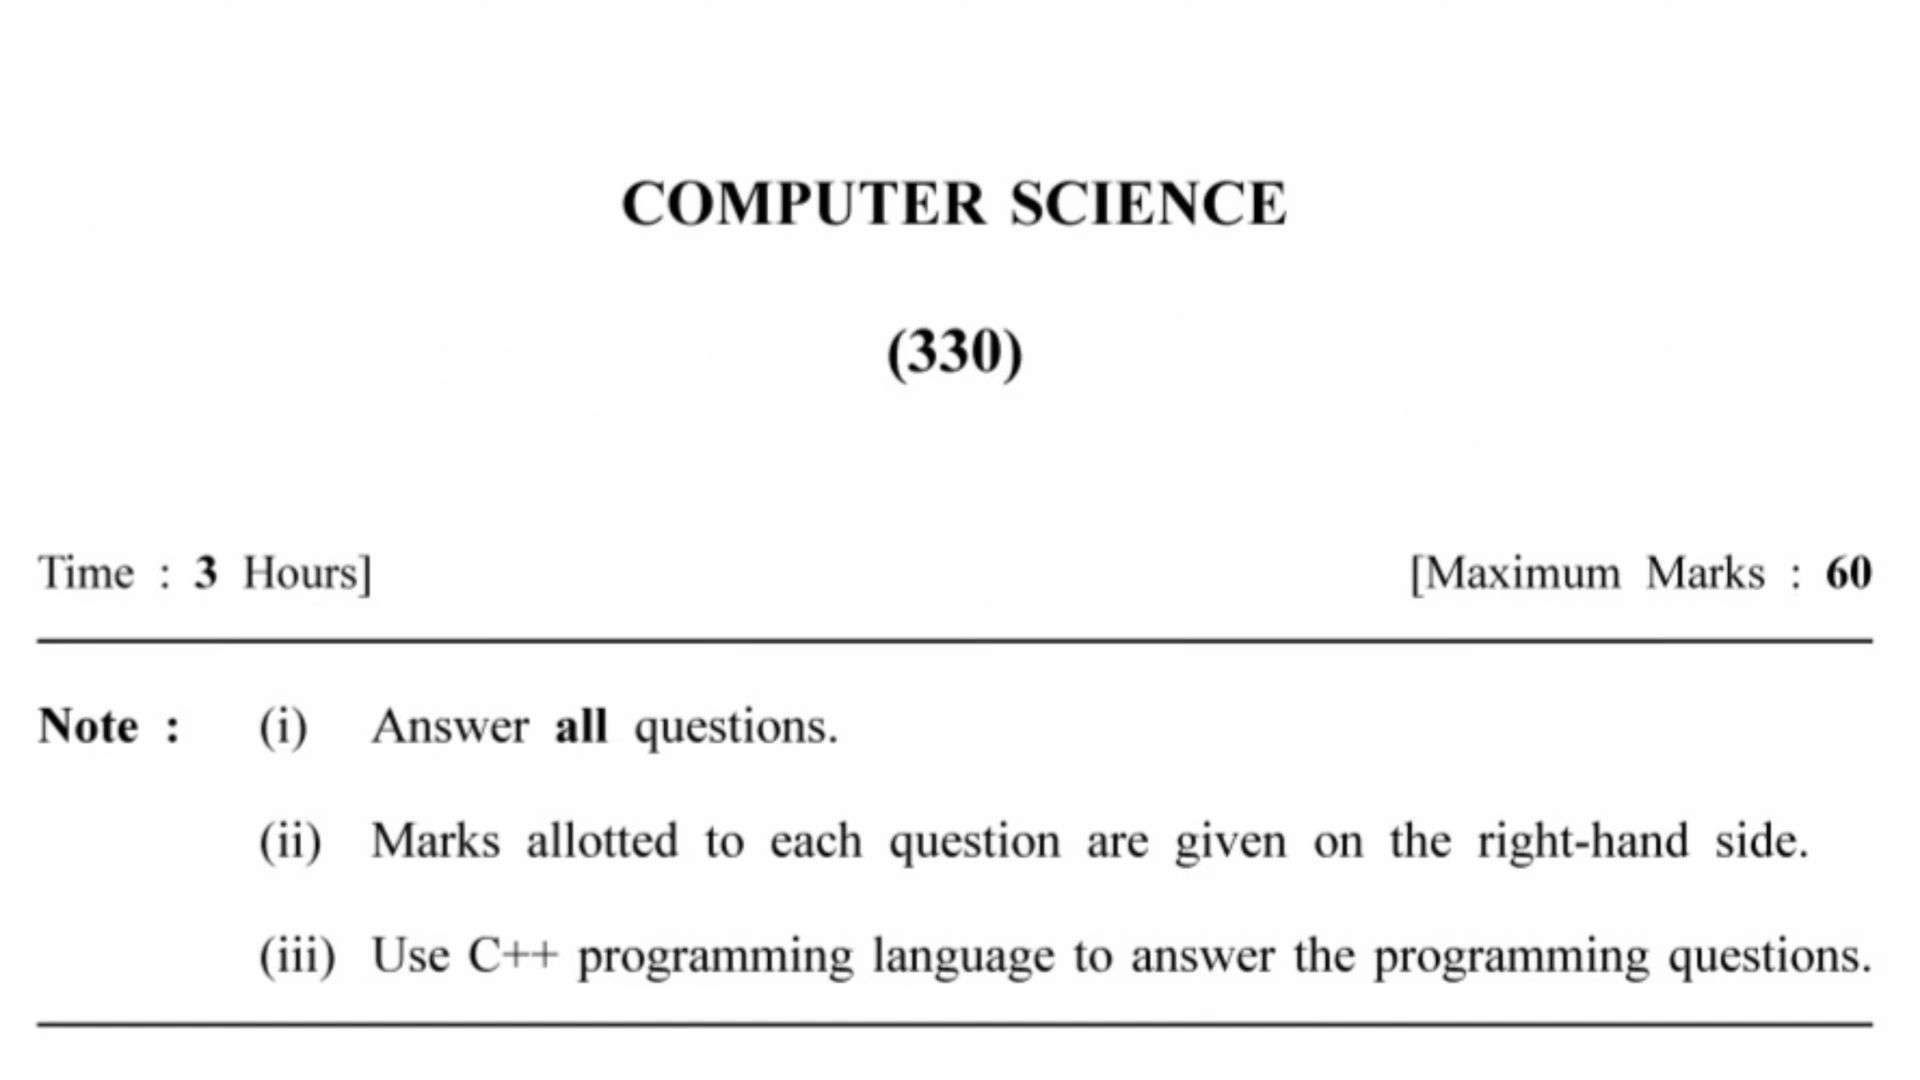 COMPUTER SCIENCE
(330)
Time : 3 Hours] [Maximum Marks : 60
Note : (i) Answer all questions.
(ii) Marks allotted to each question are given on the right-hand side.
(iii) Use C++ programming language to answer the programming questions.